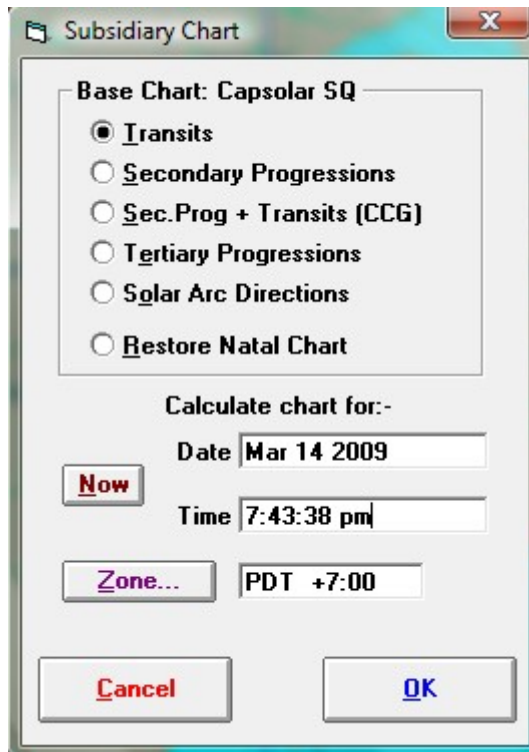 Subsidiary Chart
Base Chart: Capsolar SQ
Transits
Secondary Progressions
Sec.Prog + Transits (CCG)
Tertiary Progressions
Solar Arc Directions
Restore Natal Chart
Calculate chart for:-
Date Mar 14 2009
Now
Time 7:43:38 pm
Zone... PDT +7:00
Cancel OK